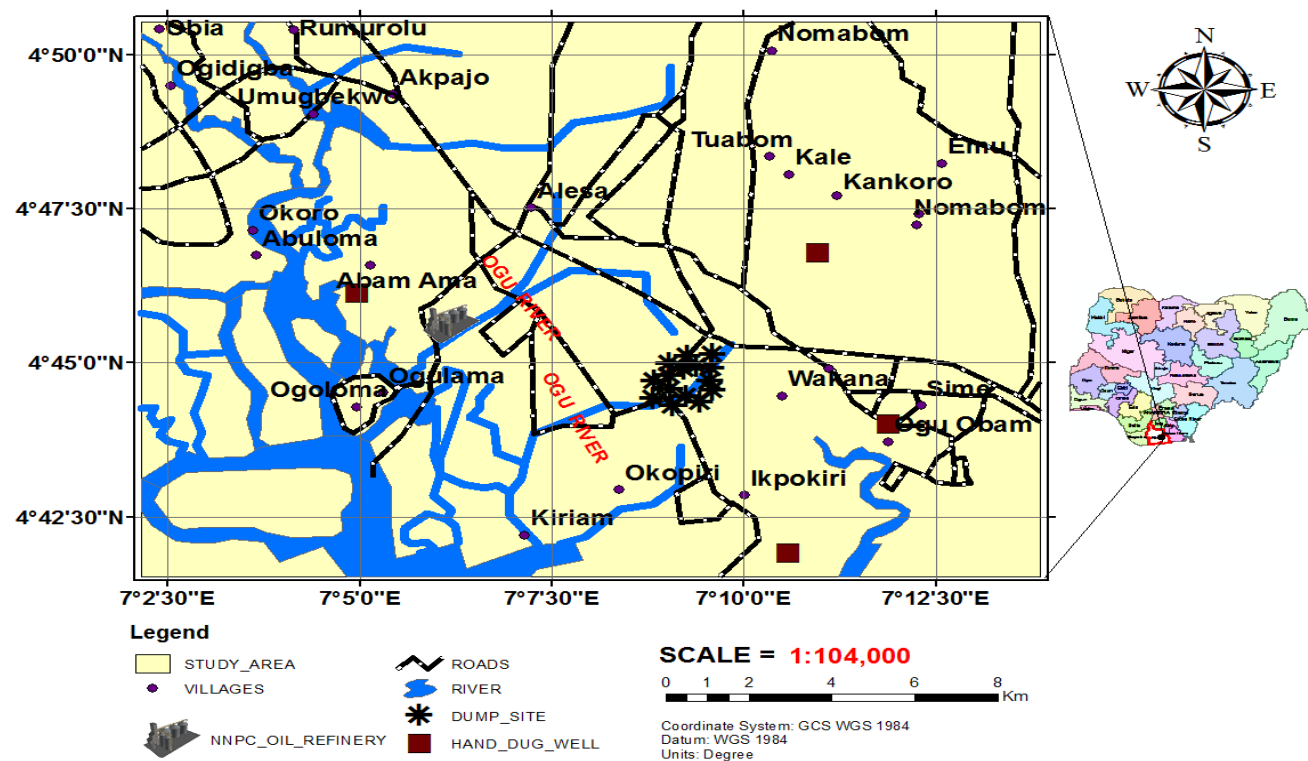 Obia
Rumurolu
Nomabom
4°50'0"N
Ogidigba
Akpajo
Umugbekwo
Tuabom
Emu
Kale
Kankoro
Alesa
4°47'30"N
Okoro
Nomabom
Abuloma
Abam Ama
OGU RIVER
4°45'0"N
Ogoloma
Ogulama
Wakana
Sime
OGU RIVER
Ogu Obam
Okopiri
Ikpokiri
4°42'30"N
Kiriam
7°2'30"E
7°5'0"E
7°7'30"E
7°10'0"E
7°12'30"E
N
W
E
S
Legend
STUDY_AREA
VILLAGES
NNPC_OIL_REFINERY
ROADS
RIVER
DUMP_SITE
HAND_DUG_WELL
SCALE = 1:104,000
0 1 2 4 6 8
Km
Coordinate System: GCS WGS 1984
Datum: WGS 1984
Units: Degree